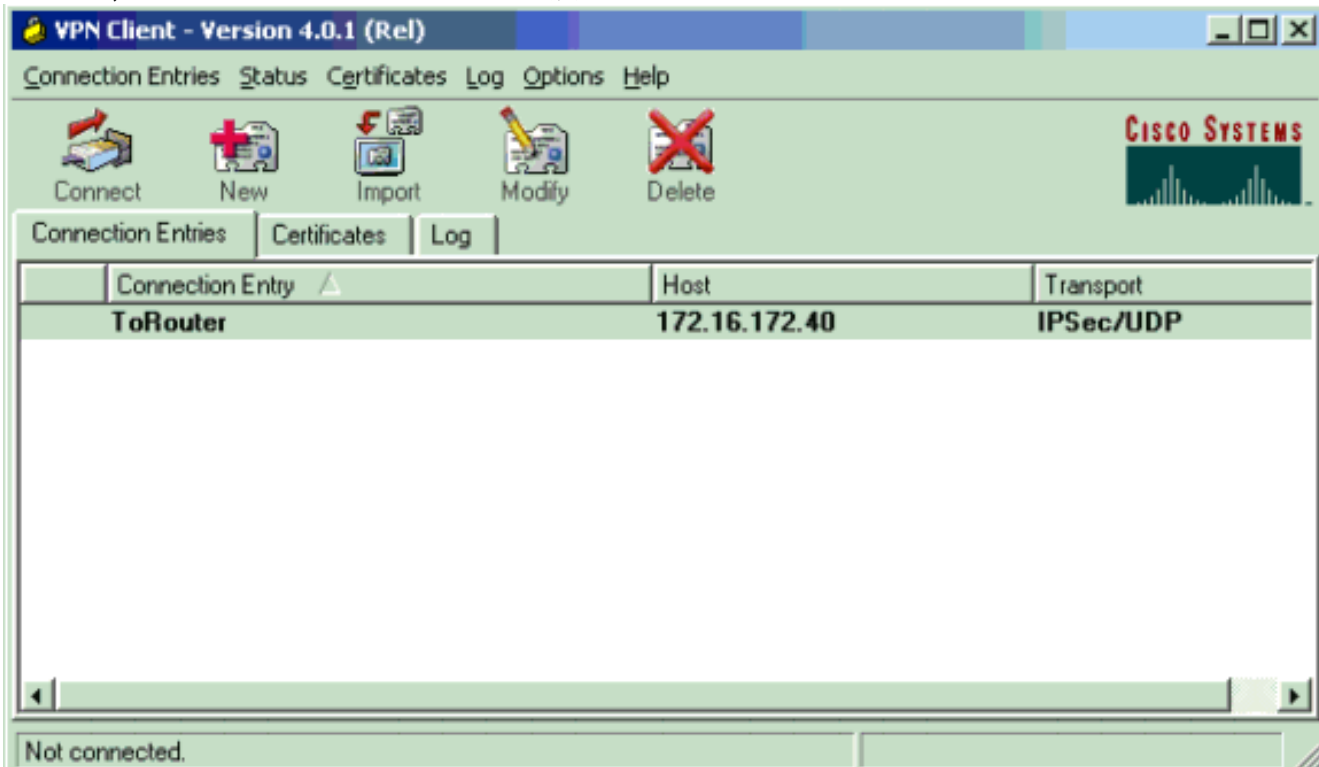 VPN Client - Version 4.0.1 (Rel)
Connection Entries Status Certificates Log Options Help
Connect New Import Modify Delete
CISCO SYSTEMS
Connection Entries Certificates Log
Connection Entry Host Transport
ToRouter 172.16.172.40 IPSec/UDP
Not connected.